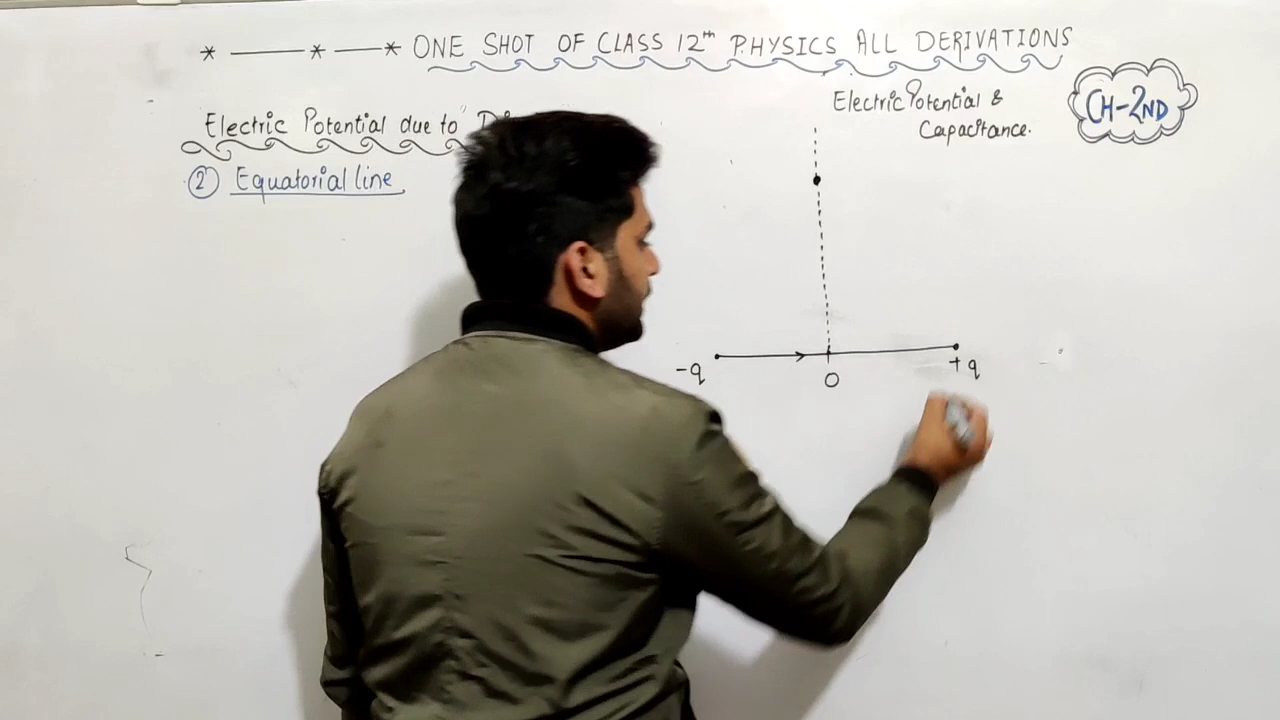 * ——— * —— * ONE SHOT OF CLASS 12th PHYSICS ALL DERIVATIONS
Electric Potential &
Capacitance.
CH-2ND
Electric Potential due to
② Equatorial line
-q
O
+q